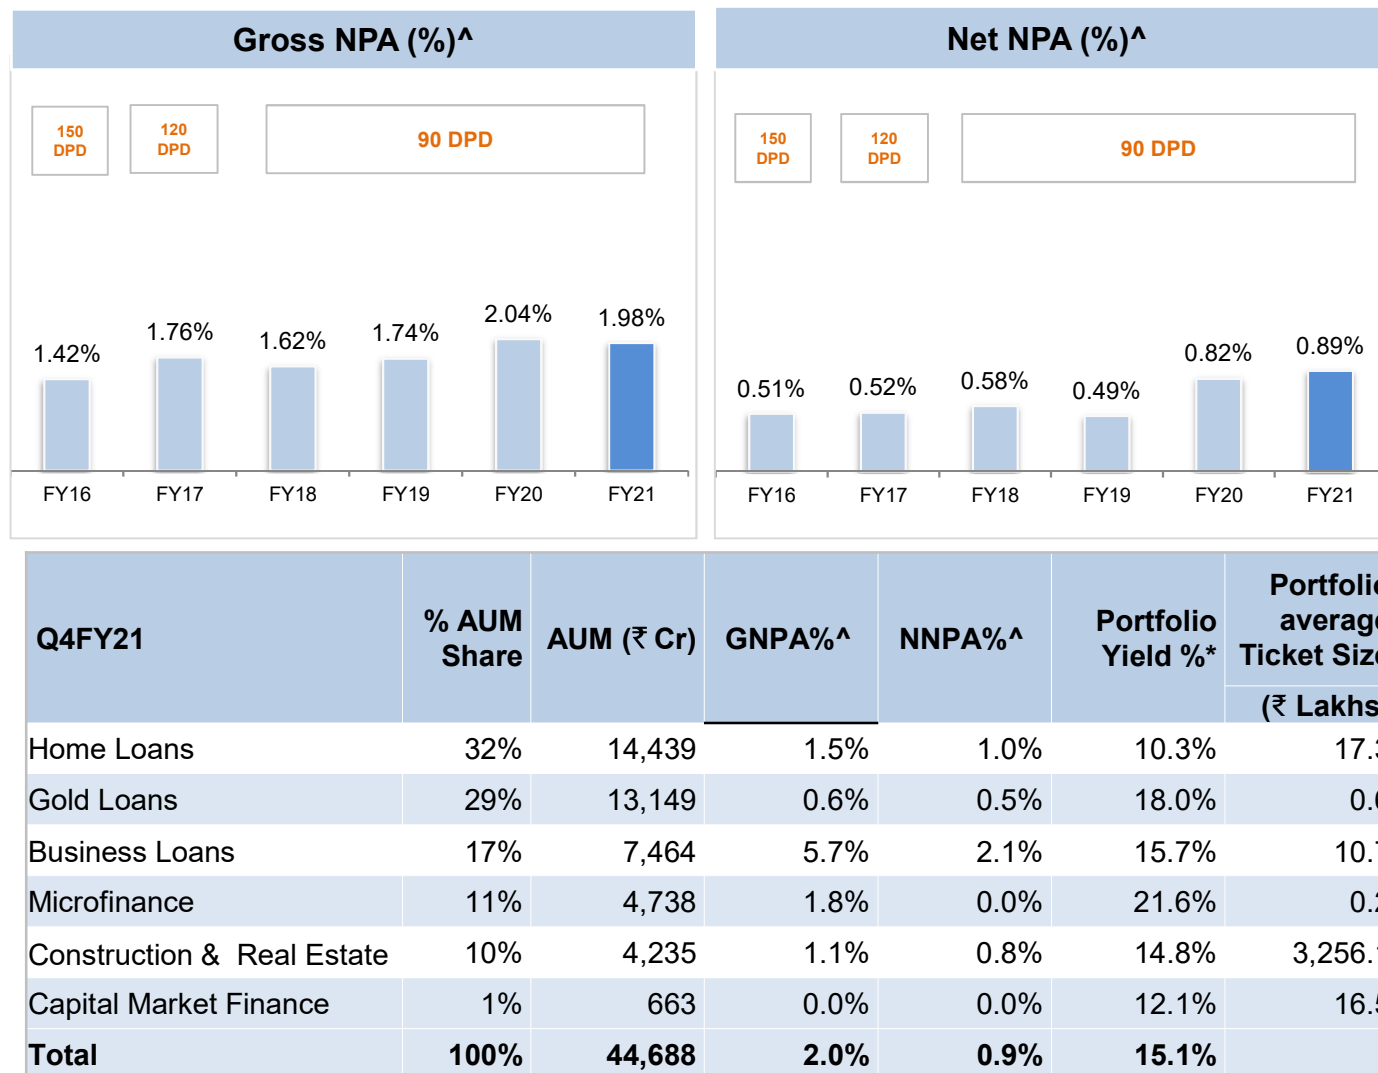 Gross NPA (%)^
150
DPD
120
DPD
90 DPD
1.42%
1.76%
1.62%
1.74%
2.04%
1.98%
FY16 FY17 FY18 FY19 FY20 FY21
Net NPA (%)^
150
DPD
120
DPD
90 DPD
0.51%
0.52%
0.58%
0.49%
0.82%
0.89%
FY16 FY17 FY18 FY19 FY20 FY21
Q4FY21
% AUM
Share
AUM (₹ Cr)
GNPA%^
NNPA%^
Portfolio
Yield %*
Ticket
(₹ Lakhs
Home Loans 32% 14,439 1.5% 1.0% 10.3%
Gold Loans 29% 13,149 0.6% 0.5% 18.0%
Business Loans 17% 7,464 5.7% 2.1% 15.7%
Microfinance 11% 4,738 1.8% 0.0% 21.6%
Construction & Real Estate 10% 4,235 1.1% 0.8% 14.8%
Capital Market Finance 1% 663 0.0% 0.0% 12.1%
Total 100% 44,688 2.0% 0.9% 15.1%